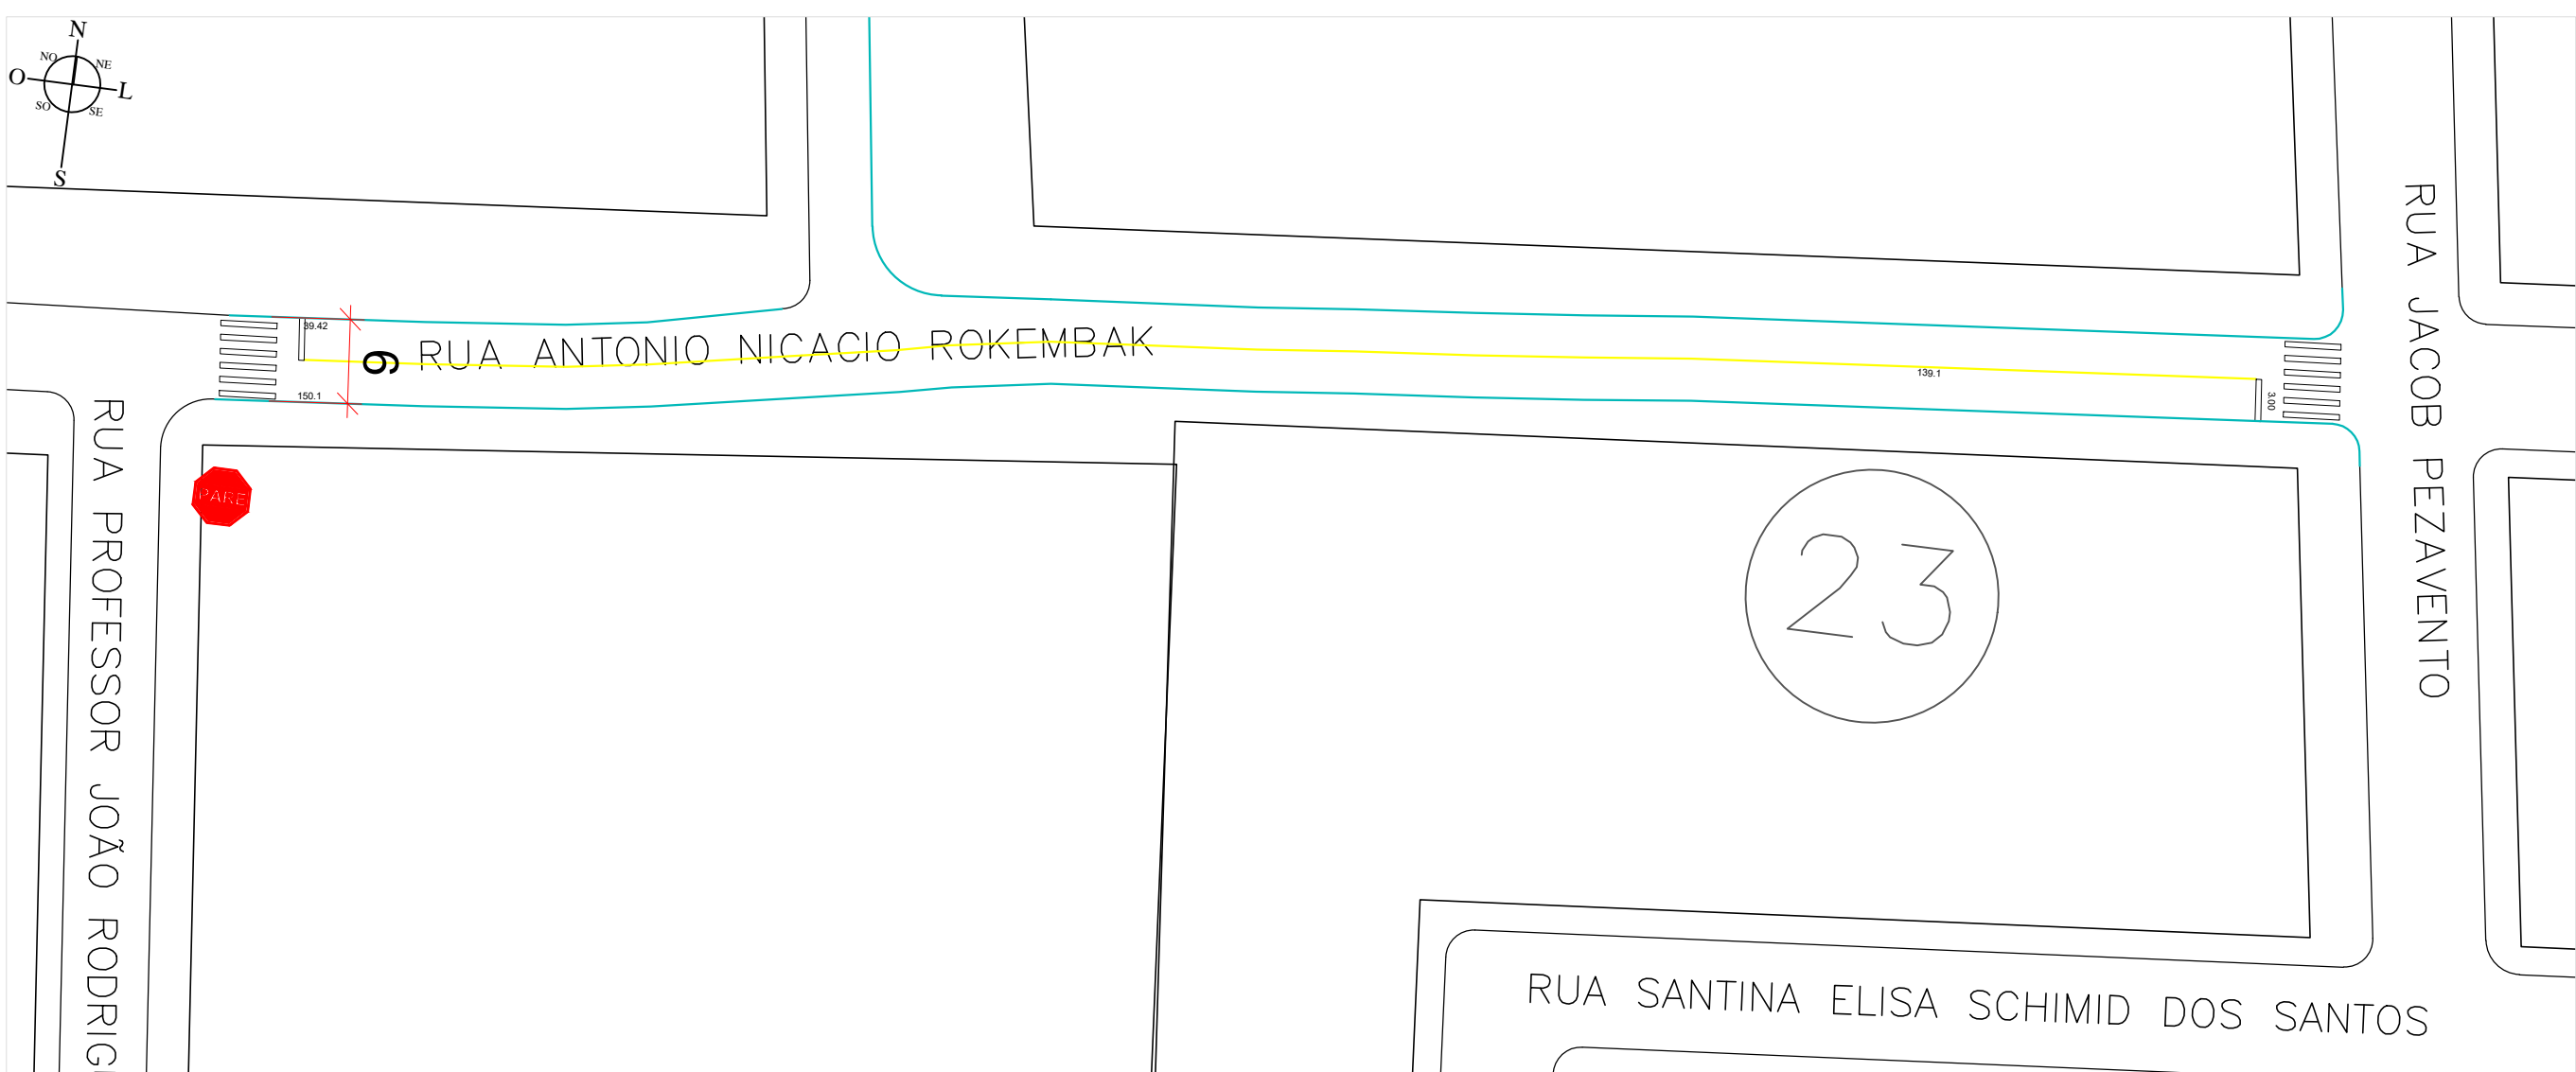 N
NO
NE
O
L
SO
SE
S
39.42
6
RUA ANTONIO NICACIO ROKEMBAK
139.1
150.1
3.00
PARE
RUA PROFESSOR JOÃO RODRIG
RUA JACOB PEZAVENTO
23
RUA SANTINA ELISA SCHIMID DOS SANTOS